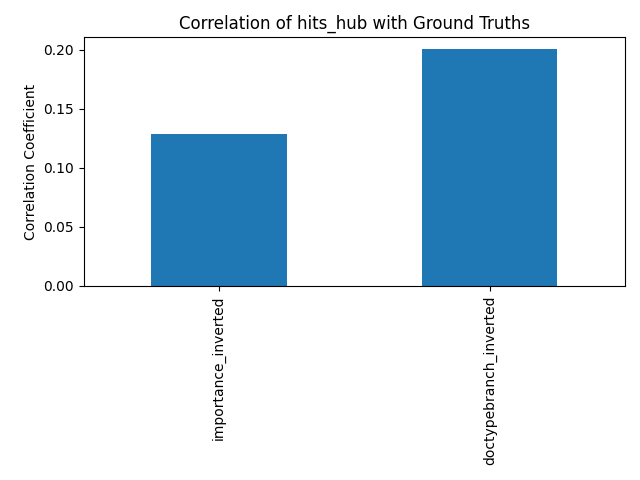 Correlation of hits_hub with Ground Truths
Correlation Coefficient
0.20
0.15
0.10
0.05
0.00
importance_inverted
doctypebranch_inverted